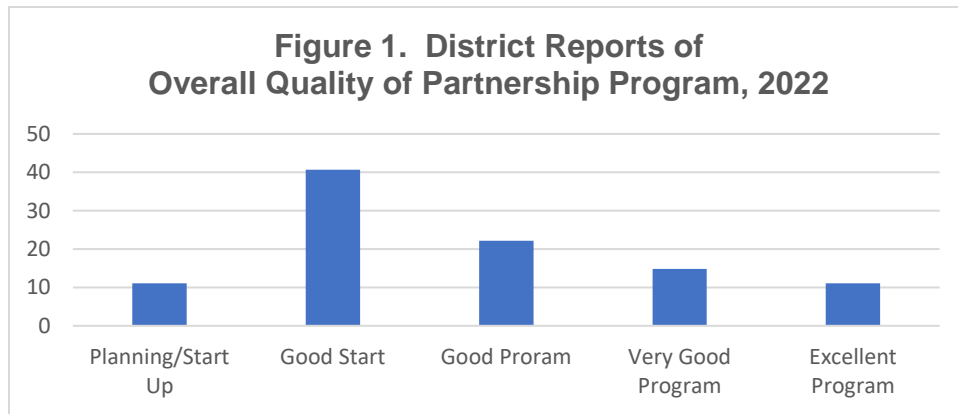 Figure 1. District Reports of
Overall Quality of Partnership Program, 2022
50
40
30
20
10
0
Planning/Start
Up
Good Start
Good Proram
Very Good
Program
Excellent
Program